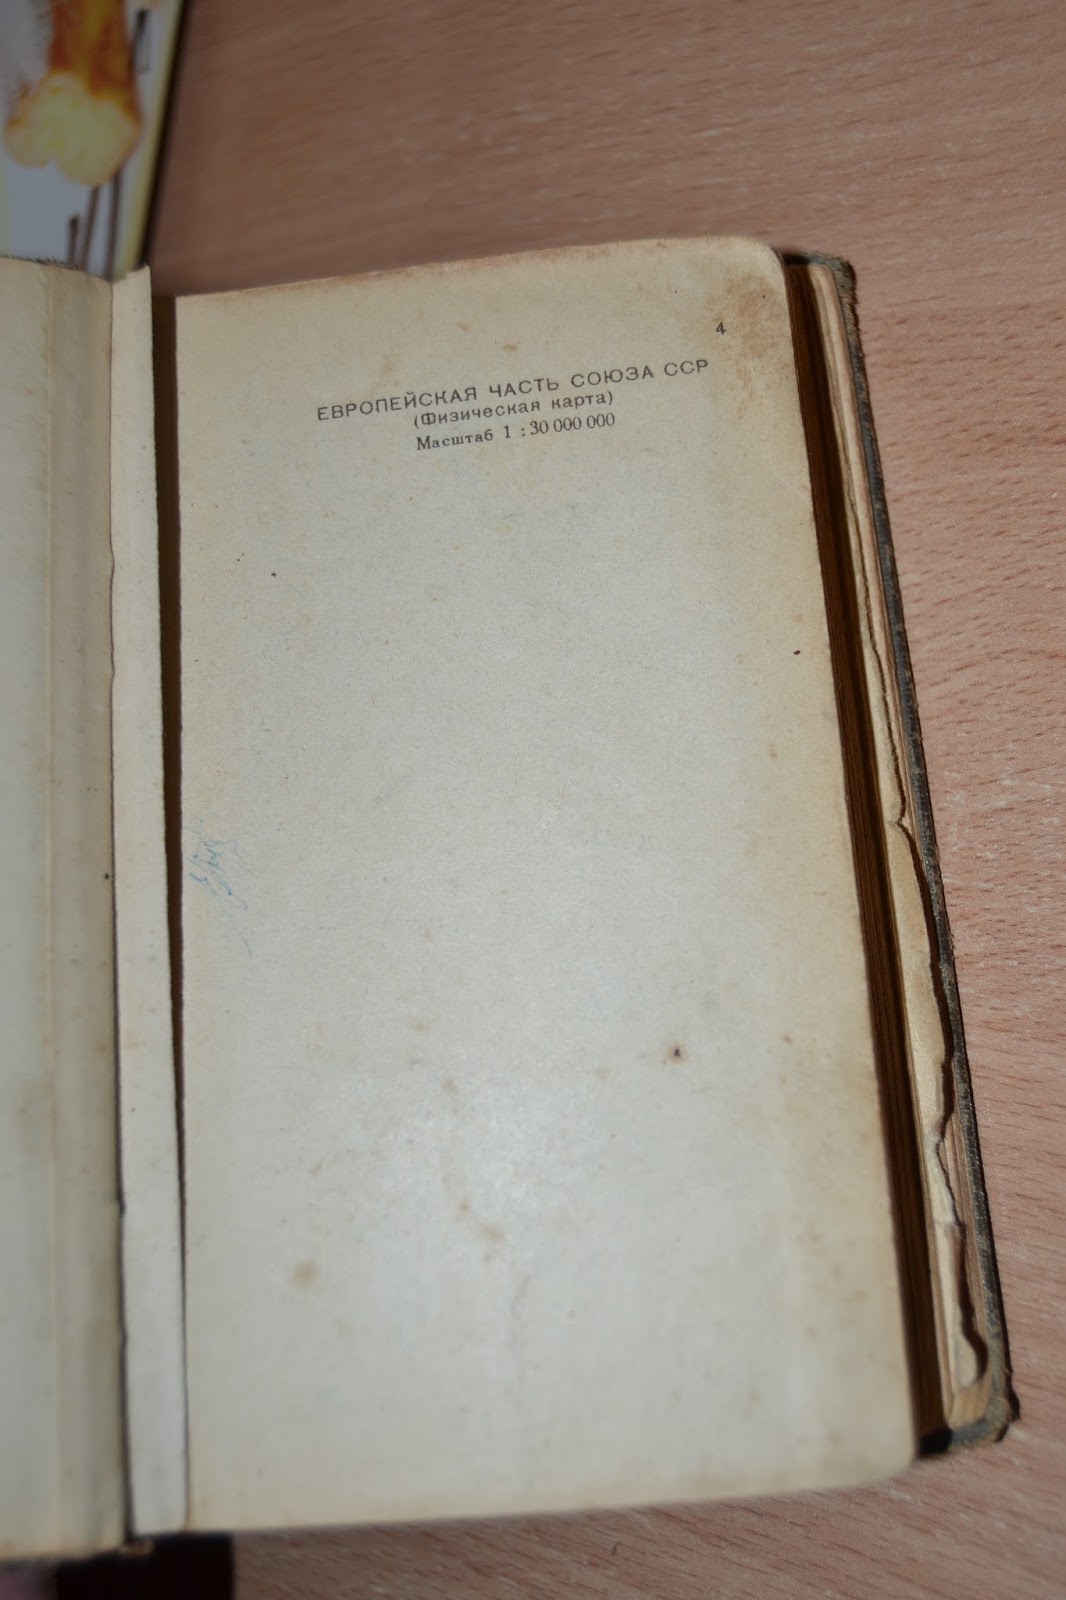 4
ЕВРОПЕЙСКАЯ ЧАСТЬ СОЮЗА ССР
(Физическая карта)
Масштаб 1 : 30 000 000